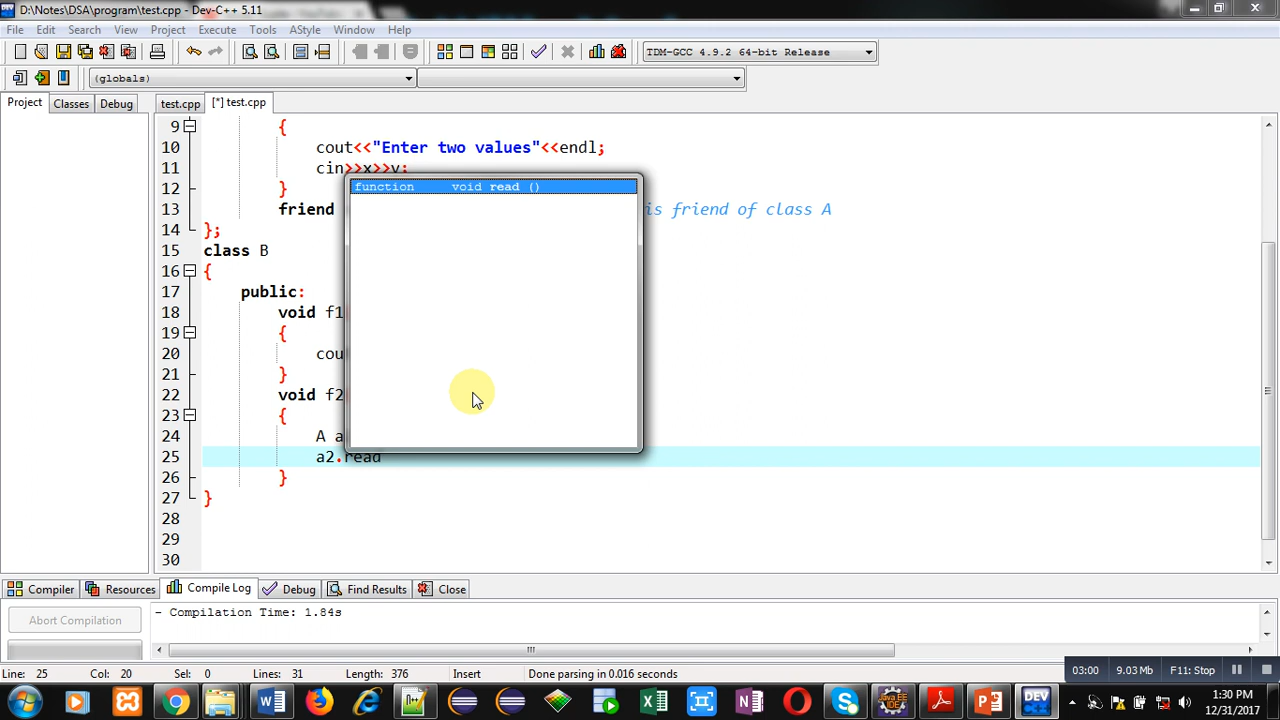 D:\Notes\DSA\program\test.cpp - Dev-C++ 5.11
File Edit Search View Project Execute Tools AStyle Window Help
TDM-GCC 4.9.2 64-bit Release
(globals)
Project Classes Debug test.cpp [*] test.cpp
9 {
10 cout<<"Enter two values"<<endl;
11 cin>>x>>y;
function void read ()
12 }
13 friend is friend of class A
14 };
15 class B
16 {
17 public:
18 void f1
19 {
20 cou
21 }
22 void f2
23 {
24 A a
25 a2.read
26 }
27 }
28
29
30
Compiler Resources Compile Log Debug Find Results Close
- Compilation Time: 1.84s
Abort Compilation
Line: 25 Col: 20 Sel: 0 Lines: 31 Length: 376 Insert Done parsing in 0.016 seconds
03:00 9.03 Mb F11: Stop
1:30 PM
12/31/2017